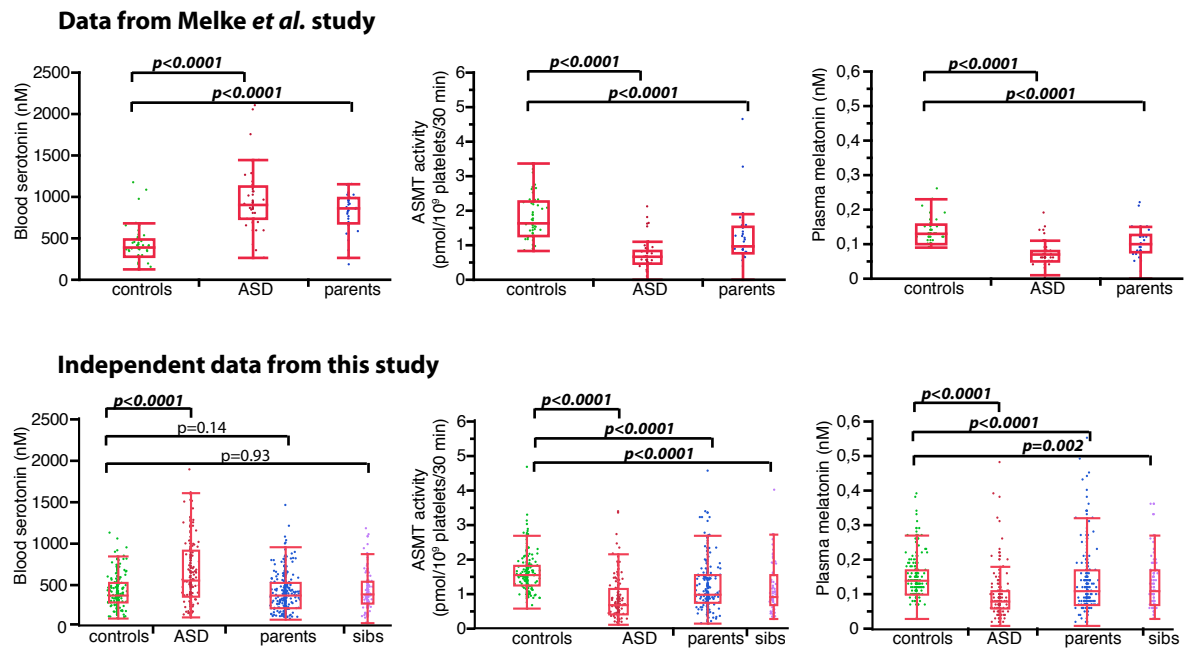 Data from Melke et al. study
p<0.0001
p<0.0001
Blood serotonin (nM)
2500
2000
1500
1000
500
0
controls ASD parents
p<0.0001
p<0.0001
ASMT activity
(pmol/10⁹ platelets/30 min)
6
5
4
3
2
1
0
controls ASD parents
p<0.0001
p<0.0001
Plasma melatonin (nM)
0,6
0,5
0,4
0,3
0,2
0,1
0
controls ASD parents
Independent data from this study
p<0.0001
p=0.14
p=0.93
Blood serotonin (nM)
2500
2000
1500
1000
500
0
controls ASD parents sibs
p<0.0001
p<0.0001
p<0.0001
ASMT activity
(pmol/10⁹ platelets/30 min)
6
5
4
3
2
1
0
controls ASD parents sibs
p<0.0001
p<0.0001
p=0.002
Plasma melatonin (nM)
0,6
0,5
0,4
0,3
0,2
0,1
0
controls ASD parents sibs